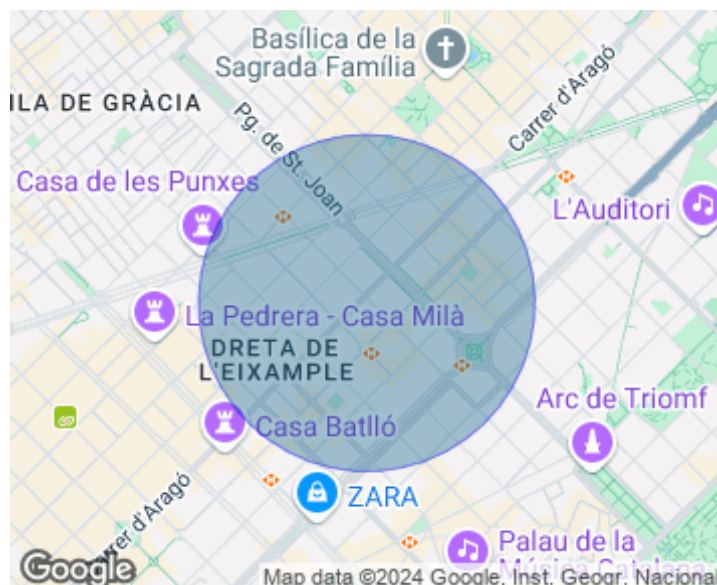 Basílica de la
Sagrada Família
ILA DE GRÀCIA
Carrer d'Aragó
Pg. de St. Joan
Casa de les Punxes
L'Auditori
La Pedrera - Casa Milà
DRETA DE
L'EIXAMPLE
Arc de Triomf
Casa Batlló
ZARA
Carrer d'Aragó
Palau de la
Música Catalana
Google
Map data ©2024 Google, Inst. Geogr. Nacional